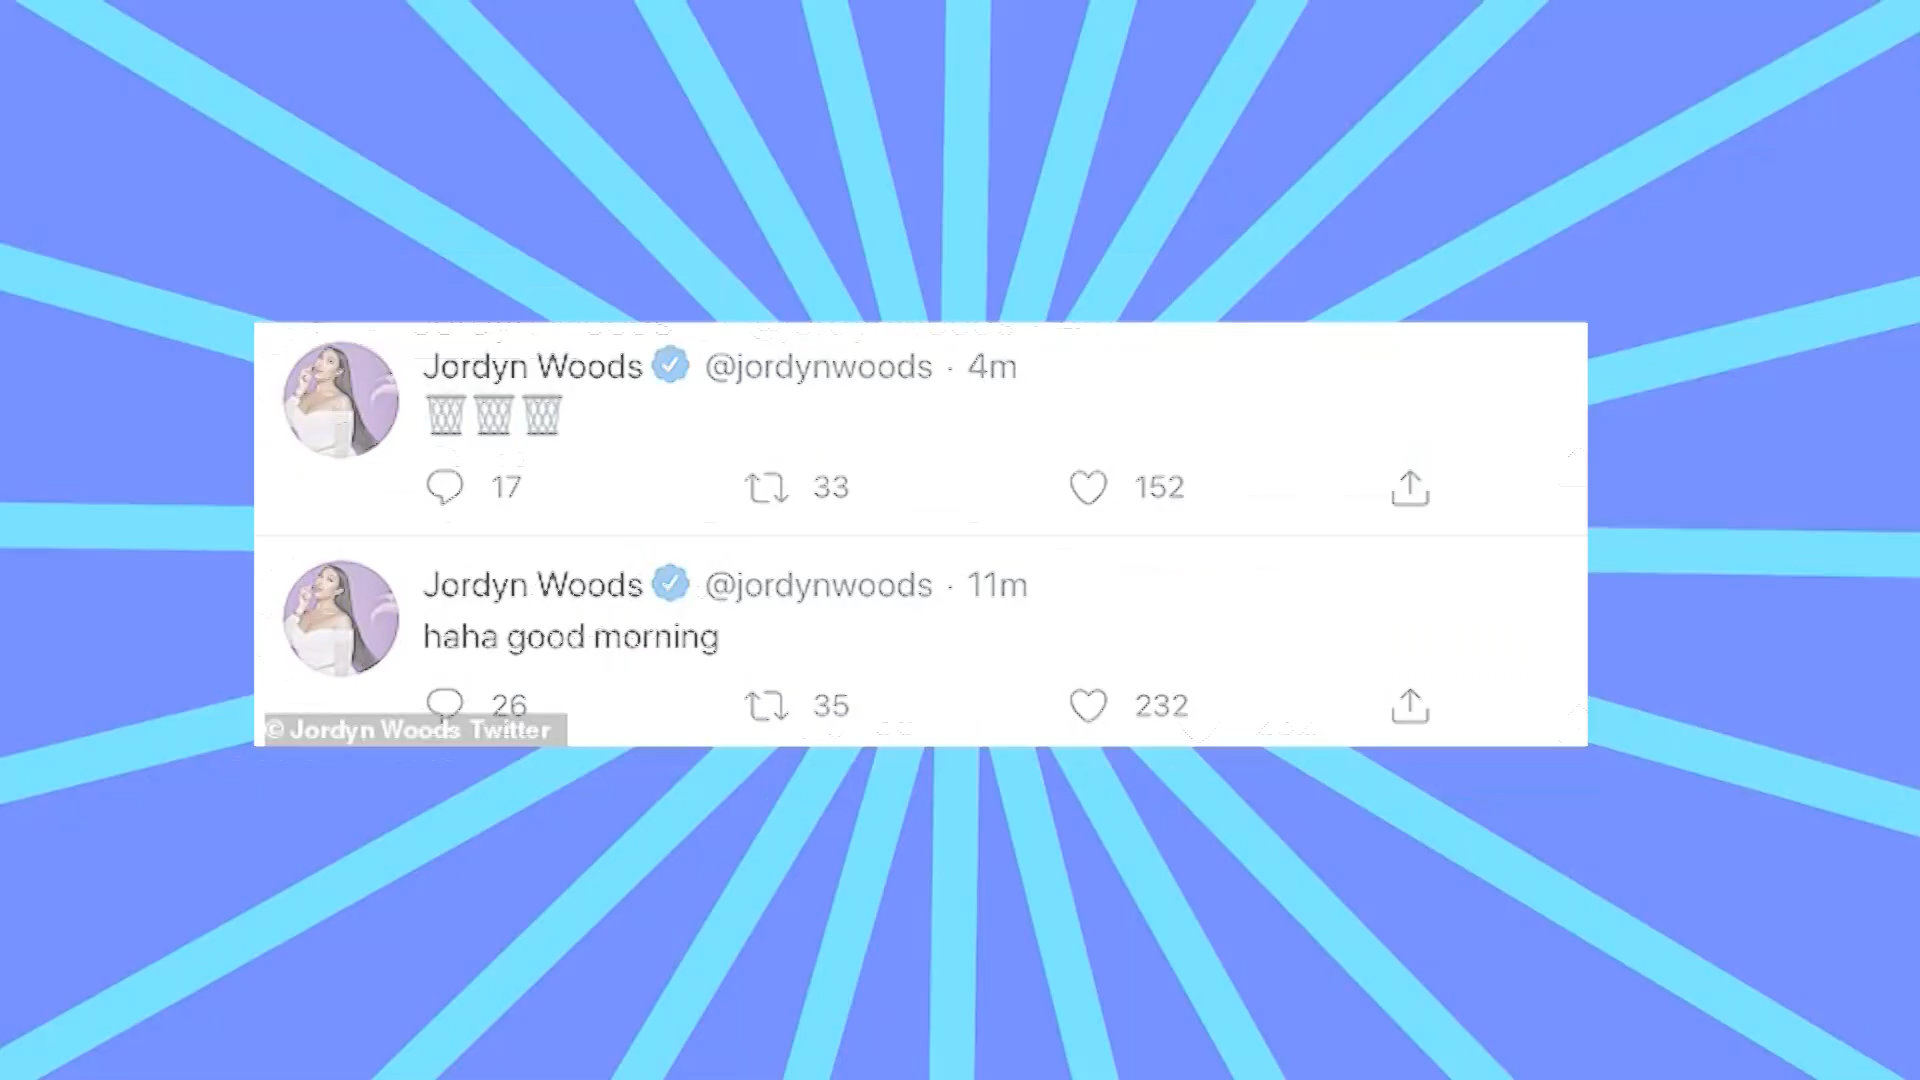 Jordyn Woods @jordynwoods · 4m
🗑🗑🗑
17 33 152
Jordyn Woods @jordynwoods · 11m
haha good morning
26 35 232
© Jordyn Woods Twitter